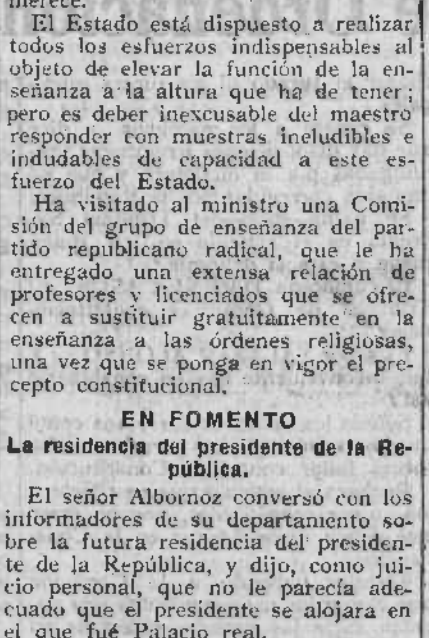 merece.
El Estado está dispuesto a realizar
todos los esfuerzos indispensables al
objeto de elevar la función de la en-
señanza a la altura que ha de tener;
pero es deber inexcusable del maestro
responder con muestras ineludibles e
indudables de capacidad a este es-
fuerzo del Estado.
Ha visitado al ministro una Comi-
sión del grupo de enseñanza del par-
tido republicano radical, que le ha
entregado una extensa relación de
profesores y licenciados que se ofre-
cen a sustituir gratuitamente en la
enseñanza a las órdenes religiosas,
una vez que se ponga en vigor el pre-
cepto constitucional.
EN FOMENTO
La residencia del presidente de la Re-
pública.
El señor Albornoz conversó con los
informadores de su departamento so-
bre la futura residencia del presiden-
te de la República, y dijo, como jui-
cio personal, que no le parecía ade-
cuado que el presidente se alojara en
el que fué Palacio real.